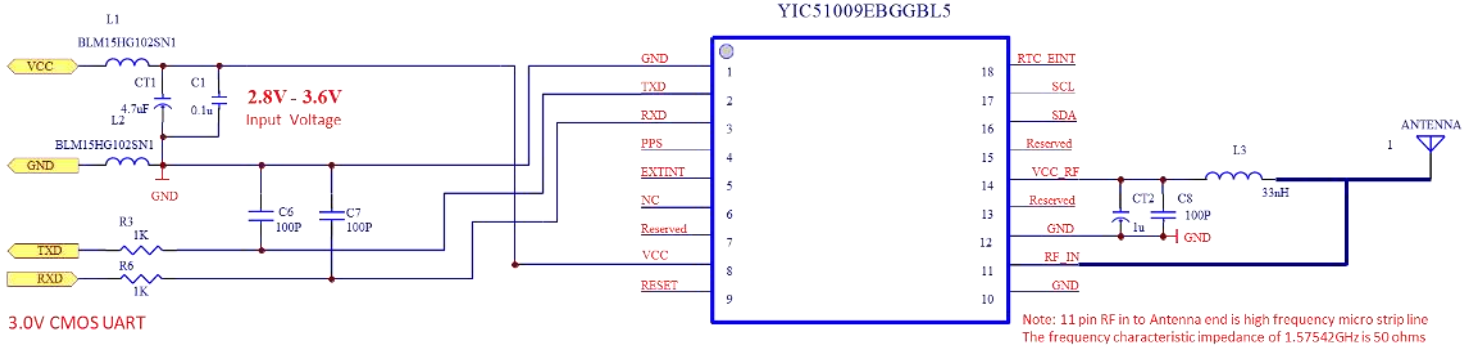 YIC51009EBGGBL5
L1
BLM15HG102SN1
VCC
CT1
4.7uF
C1
0.1u
2.8V - 3.6V
Input Voltage
L2
BLM15HG102SN1
GND
GND
C6
100P
C7
100P
R3
1K
TXD
R6
1K
RXD
3.0V CMOS UART
GND
1
TXD
2
RXD
3
PPS
4
EXTINT
5
NC
6
Reserved
7
VCC
8
RESET
9
18
RTC_EINT
17
SCL
16
SDA
15
Reserved
14
VCC_RF
13
Reserved
12
GND
11
RF_IN
10
GND
CT2
1u
C8
100P
GND
L3
33nH
1
ANTENNA
Note: 11 pin RF in to Antenna end is high frequency micro strip line
The frequency characteristic impedance of 1.57542GHz is 50 ohms